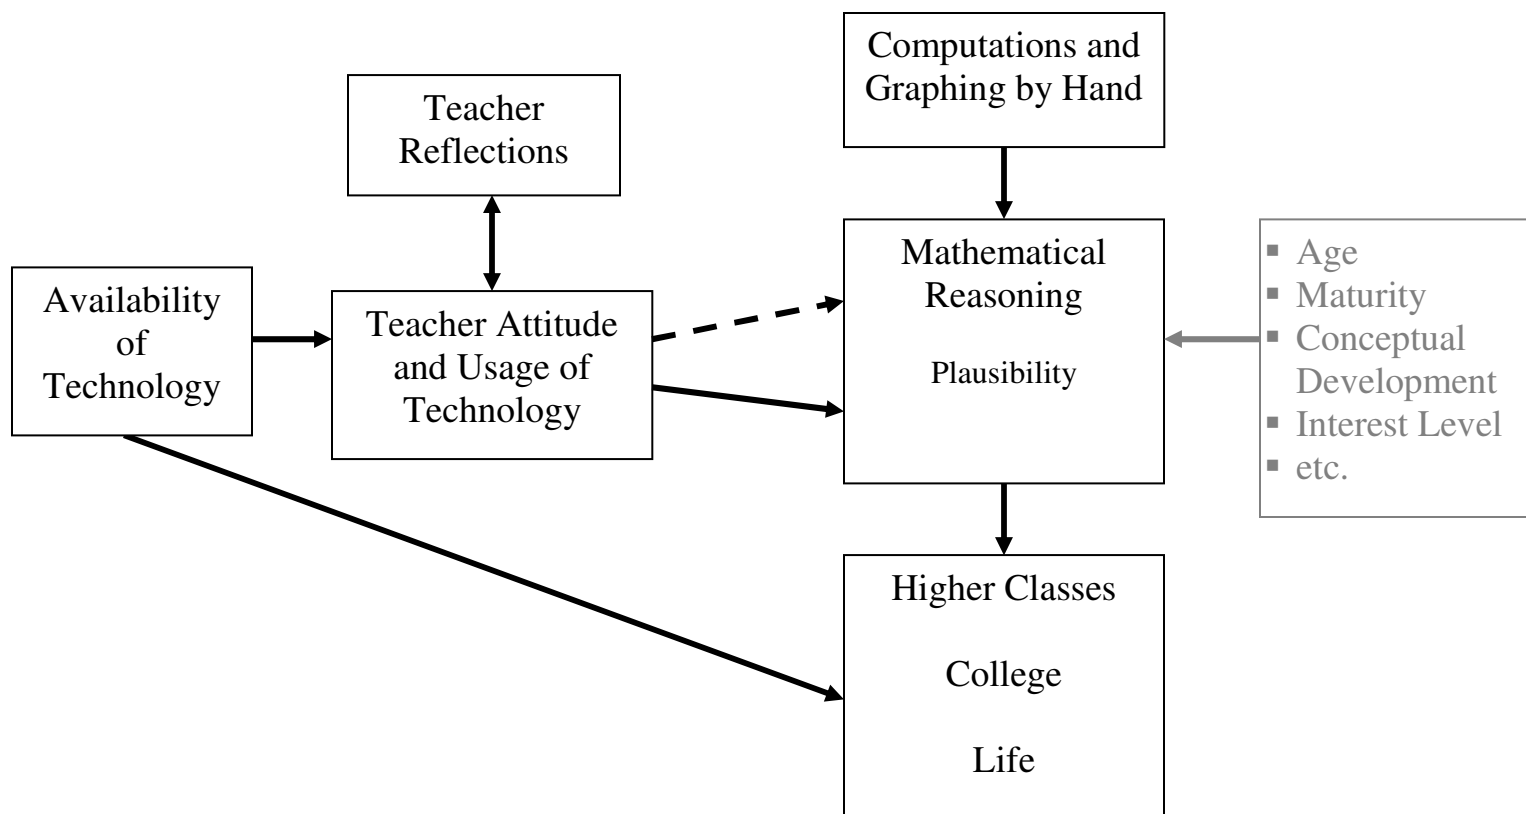 Computations and
Graphing by Hand
Teacher
Reflections
Availability
of
Technology
Teacher Attitude
and Usage of
Technology
Mathematical
Reasoning
Plausibility
▪ Age
▪ Maturity
▪ Conceptual
Development
▪ Interest Level
▪ etc.
Higher Classes
College
Life